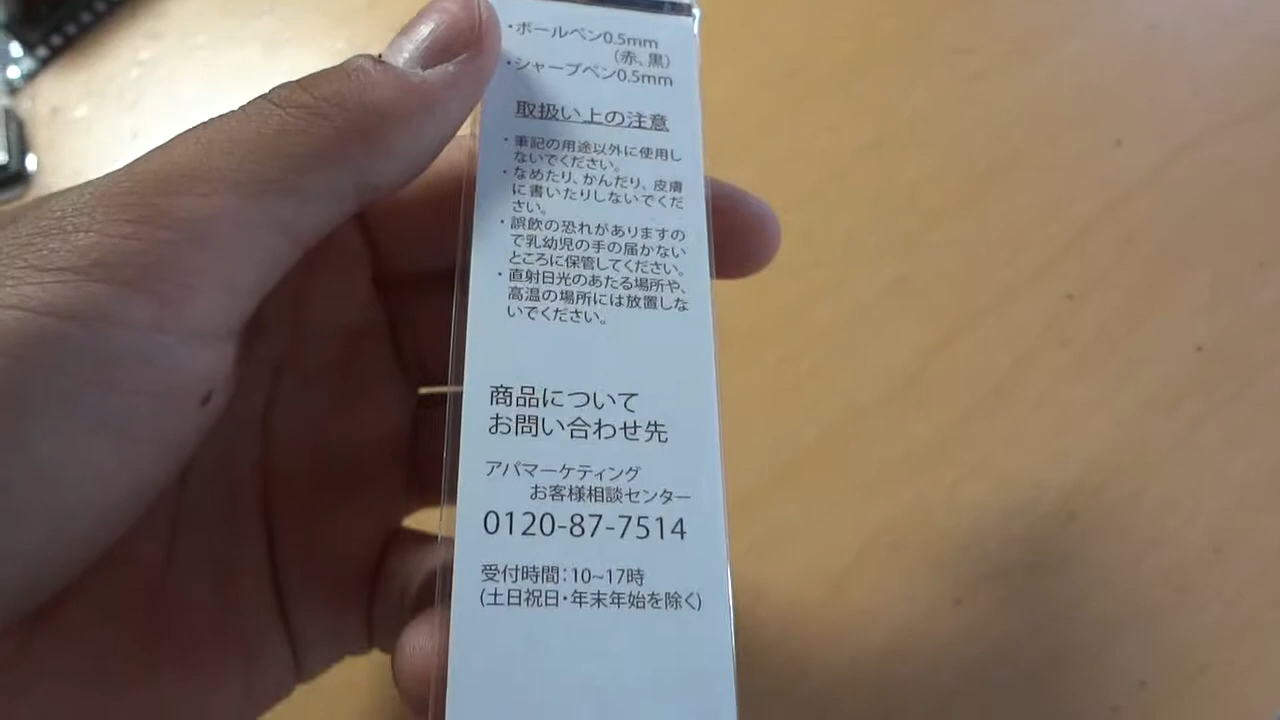 ・ボールペン0.5mm
(赤、黒)
・シャープペン0.5mm
取扱い上の注意
・筆記の用途以外に使用し
ないでください。
・なめたり、かんだり、皮膚
に書いたりしないでくだ
さい。
・誤飲の恐れがありますの
で乳幼児の手の届かない
ところに保管してください。
・直射日光のあたる場所や、
高温の場所には放置しな
いでください。
商品について
お問い合わせ先
アパマーケティング
お客様相談センター
0120-87-7514
受付時間:10~17時
(土日祝日・年末年始を除く)